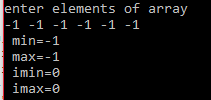 enter elements of array
-1 -1 -1 -1 -1 -1
min=-1
max=-1
imin=0
imax=0